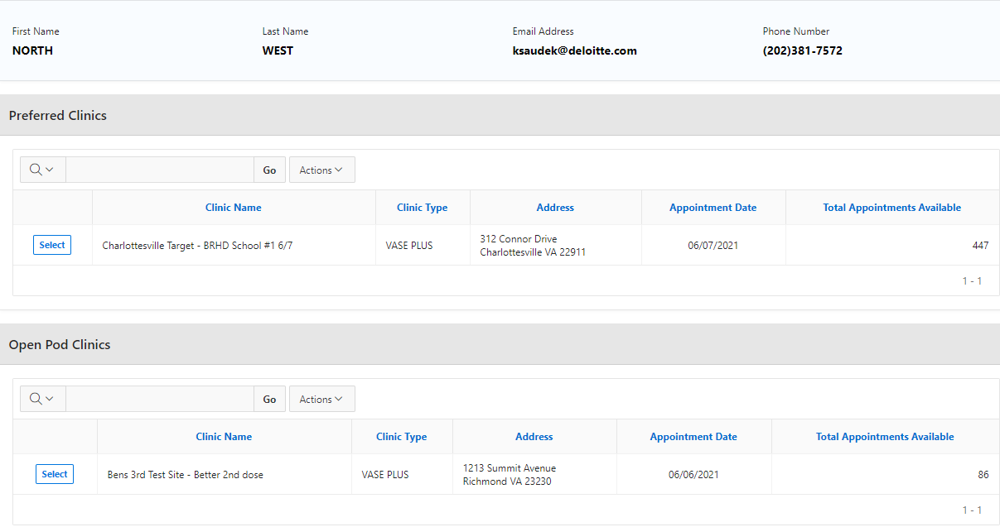 First Name Last Name Email Address Phone Number
NORTH WEST ksaudek@deloitte.com (202)381-7572
Preferred Clinics
Go Actions
Clinic Name Clinic Type Address Appointment Date Total Appointments Available
Select Charlottesville Target - BRHD School #1 6/7 VASE PLUS 312 Connor Drive 06/07/2021 447
Charlottesville VA 22911
1 - 1
Open Pod Clinics
Go Actions
Clinic Name Clinic Type Address Appointment Date Total Appointments Available
Select Bens 3rd Test Site - Better 2nd dose VASE PLUS 1213 Summit Avenue 06/06/2021 86
Richmond VA 23230
1 - 1